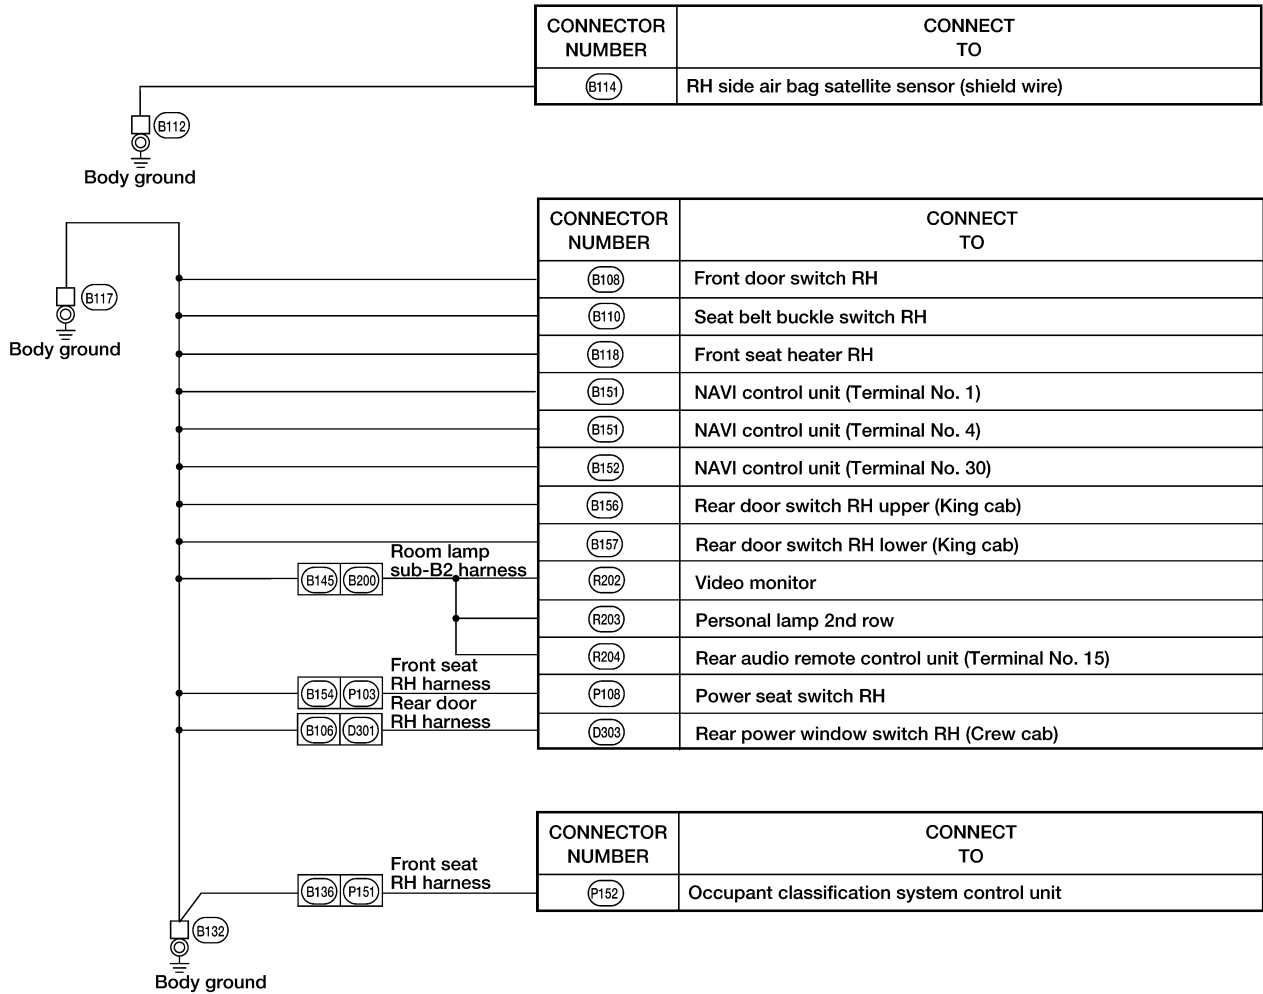 CONNECTOR NUMBER CONNECT TO
B114 RH side air bag satellite sensor (shield wire)
B112
Body ground
CONNECTOR NUMBER CONNECT TO
B117
Body ground
B108 Front door switch RH
B110 Seat belt buckle switch RH
B118 Front seat heater RH
B151 NAVI control unit (Terminal No. 1)
B151 NAVI control unit (Terminal No. 4)
B152 NAVI control unit (Terminal No. 30)
B156 Rear door switch RH upper (King cab)
B157 Rear door switch RH lower (King cab)
Room lamp
sub-B2 harness
B145 B200 R202 Video monitor
R203 Personal lamp 2nd row
R204 Rear audio remote control unit (Terminal No. 15)
Front seat
RH harness
B154 P103 P108 Power seat switch RH
Rear door
RH harness
B106 D301 D303 Rear power window switch RH (Crew cab)
CONNECTOR NUMBER CONNECT TO
Front seat
RH harness
B136 P151 P152 Occupant classification system control unit
B132
Body ground